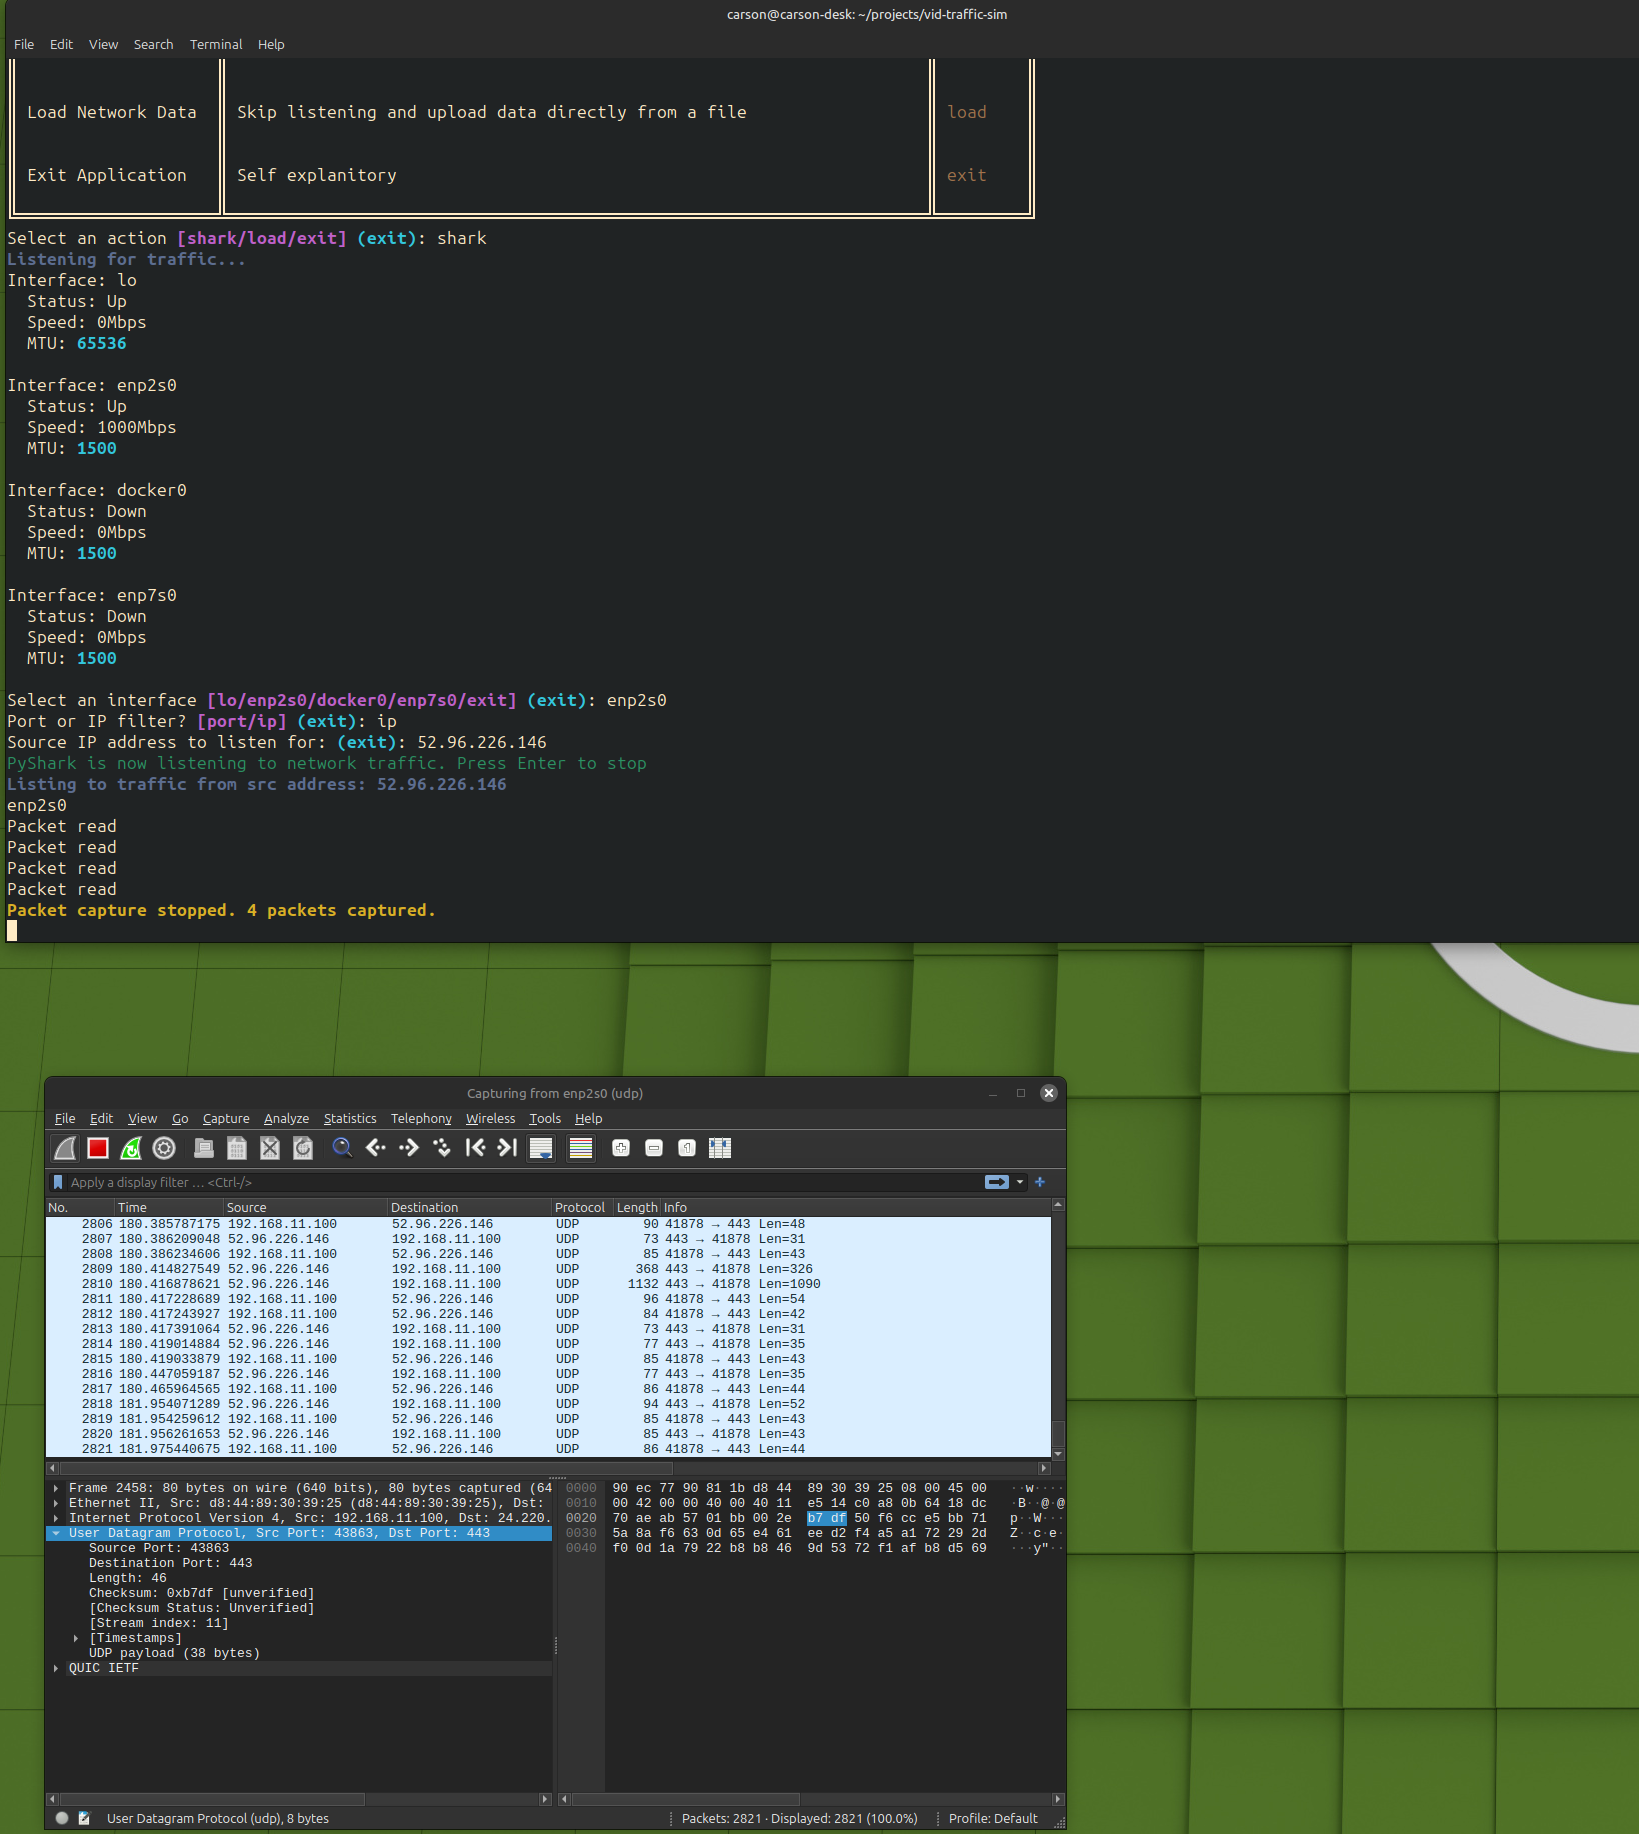 carson@carson-desk: ~/projects/vid-traffic-sim
File Edit View Search Terminal Help
Load Network Data Skip listening and upload data directly from a file load
Exit Application Self explanitory exit
Select an action [shark/load/exit] (exit): shark
Listening for traffic...
Interface: lo
Status: Up
Speed: 0Mbps
MTU: 65536
Interface: enp2s0
Status: Up
Speed: 1000Mbps
MTU: 1500
Interface: docker0
Status: Down
Speed: 0Mbps
MTU: 1500
Interface: enp7s0
Status: Down
Speed: 0Mbps
MTU: 1500
Select an interface [lo/enp2s0/docker0/enp7s0/exit] (exit): enp2s0
Port or IP filter? [port/ip] (exit): ip
Source IP address to listen for: (exit): 52.96.226.146
PyShark is now listening to network traffic. Press Enter to stop
Listing to traffic from src address: 52.96.226.146
enp2s0
Packet read
Packet read
Packet read
Packet read
Packet capture stopped. 4 packets captured.
Capturing from enp2s0 (udp)
File Edit View Go Capture Analyze Statistics Telephony Wireless Tools Help
Apply a display filter ... <Ctrl-/>
No. Time Source Destination Protocol Length Info
2806 180.385787175 192.168.11.100 52.96.226.146 UDP 90 41878 → 443 Len=48
2807 180.386209048 52.96.226.146 192.168.11.100 UDP 73 443 → 41878 Len=31
2808 180.386234606 192.168.11.100 52.96.226.146 UDP 85 41878 → 443 Len=43
2809 180.414827549 52.96.226.146 192.168.11.100 UDP 368 443 → 41878 Len=326
2810 180.416878621 52.96.226.146 192.168.11.100 UDP 1132 443 → 41878 Len=1090
2811 180.417228689 192.168.11.100 52.96.226.146 UDP 96 41878 → 443 Len=54
2812 180.417243927 192.168.11.100 52.96.226.146 UDP 84 41878 → 443 Len=42
2813 180.417391064 52.96.226.146 192.168.11.100 UDP 73 443 → 41878 Len=31
2814 180.419014884 52.96.226.146 192.168.11.100 UDP 77 443 → 41878 Len=35
2815 180.419033879 192.168.11.100 52.96.226.146 UDP 85 41878 → 443 Len=43
2816 180.447059187 52.96.226.146 192.168.11.100 UDP 77 443 → 41878 Len=35
2817 180.465964565 192.168.11.100 52.96.226.146 UDP 86 41878 → 443 Len=44
2818 181.954071289 52.96.226.146 192.168.11.100 UDP 94 443 → 41878 Len=52
2819 181.954259612 192.168.11.100 52.96.226.146 UDP 85 41878 → 443 Len=43
2820 181.956261653 52.96.226.146 192.168.11.100 UDP 85 443 → 41878 Len=43
2821 181.975440675 192.168.11.100 52.96.226.146 UDP 86 41878 → 443 Len=44
Frame 2458: 80 bytes on wire (640 bits), 80 bytes captured (64
Ethernet II, Src: d8:44:89:30:39:25 (d8:44:89:30:39:25), Dst:
Internet Protocol Version 4, Src: 192.168.11.100, Dst: 24.220.
User Datagram Protocol, Src Port: 43863, Dst Port: 443
Source Port: 43863
Destination Port: 443
Length: 46
Checksum: 0xb7df [unverified]
[Checksum Status: Unverified]
[Stream index: 11]
[Timestamps]
UDP payload (38 bytes)
QUIC IETF
0000 90 ec 77 90 81 1b d8 44 89 30 39 25 08 00 45 00 ··w····
0010 00 42 00 00 40 00 40 11 e5 14 c0 a8 0b 64 18 dc ·B··@·@
0020 70 ae ab 57 01 bb 00 2e b7 df 50 f6 cc e5 bb 71 p··W···
0030 5a 8a f6 63 0d 65 e4 61 ee d2 f4 a5 a1 72 29 2d Z··c·e·
0040 f0 0d 1a 79 22 b8 b8 46 9d 53 72 f1 af b8 d5 69 ···y"··
User Datagram Protocol (udp), 8 bytes Packets: 2821 · Displayed: 2821 (100.0%) Profile: Default